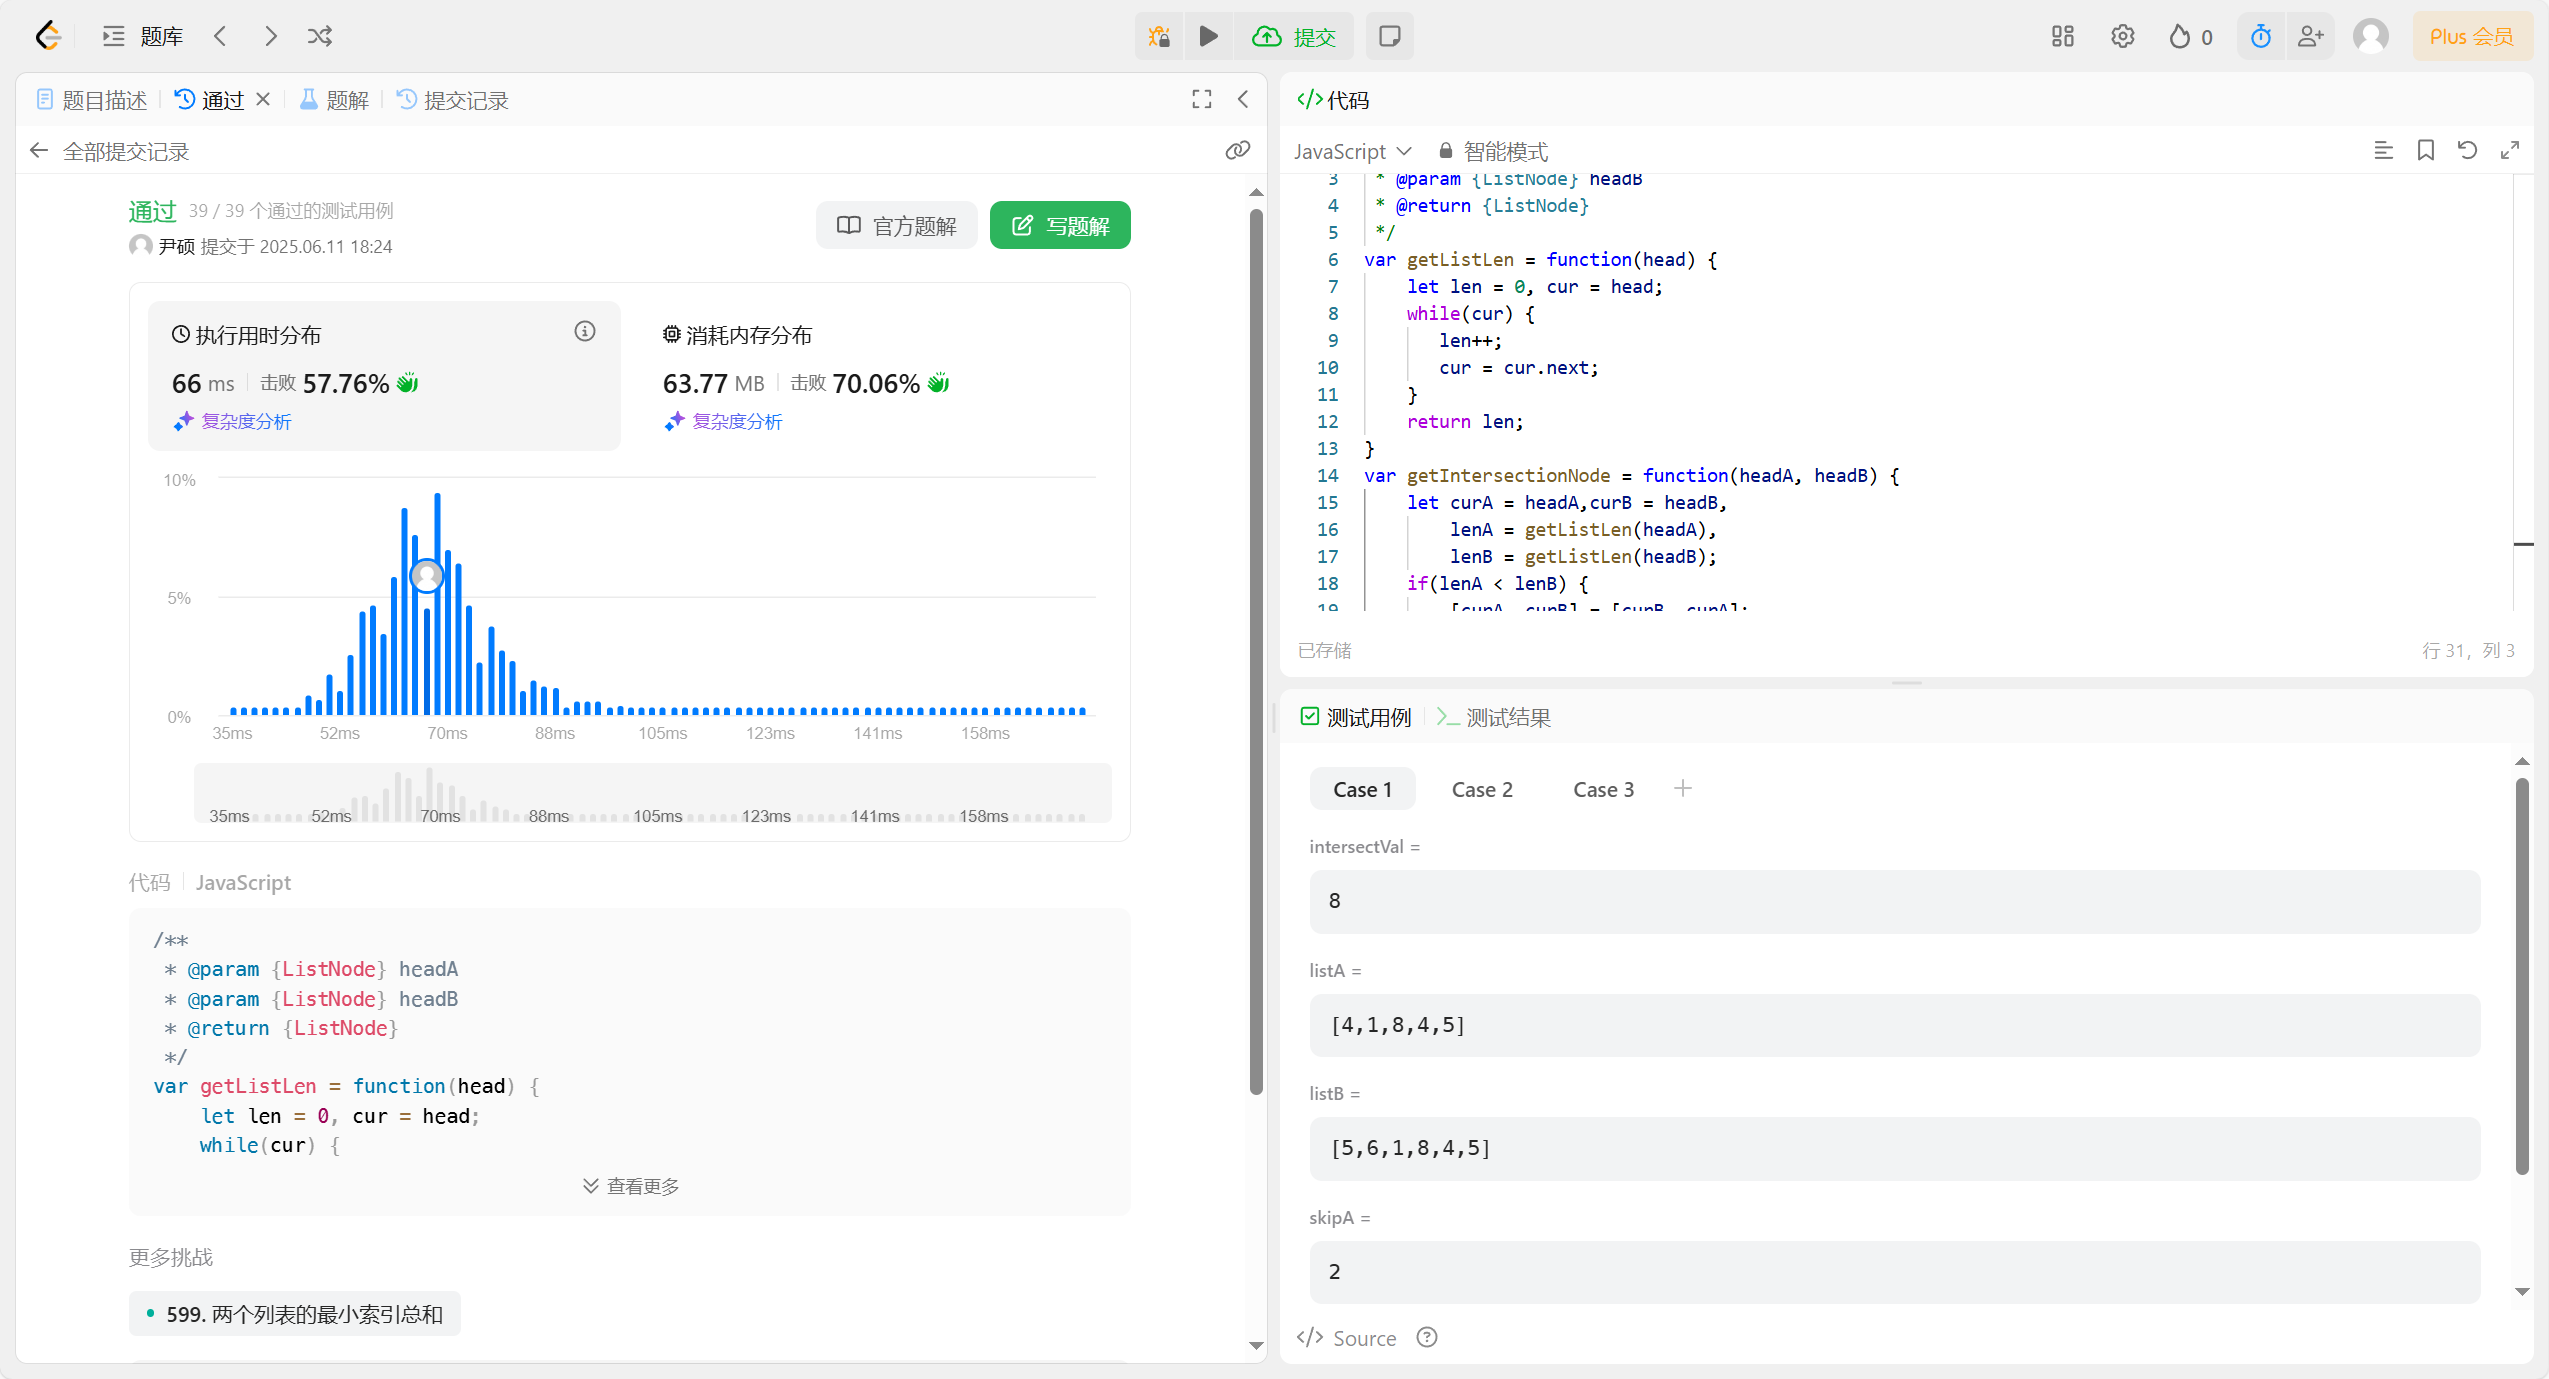 题库
提交
0
Plus 会员
题目描述
通过
题解
提交记录
全部提交记录
通过 39 / 39 个通过的测试用例
尹硕 提交于 2025.06.11 18:24
官方题解
写题解
执行用时分布
66 ms 击败 57.76%
复杂度分析
消耗内存分布
63.77 MB 击败 70.06%
复杂度分析
10%
5%
0%
35ms 52ms 70ms 88ms 105ms 123ms 141ms 158ms
35ms 52ms 70ms 88ms 105ms 123ms 141ms 158ms
代码 JavaScript
/**
 * @param {ListNode} headA
 * @param {ListNode} headB
 * @return {ListNode}
 */
var getListLen = function(head) {
    let len = 0, cur = head;
    while(cur) {
查看更多
更多挑战
599. 两个列表的最小索引总和
</> 代码
JavaScript 智能模式
3  * @param {ListNode} headB
4  * @return {ListNode}
5  */
6 var getListLen = function(head) {
7     let len = 0, cur = head;
8     while(cur) {
9        len++;
10        cur = cur.next;
11     }
12     return len;
13 }
14 var getIntersectionNode = function(headA, headB) {
15     let curA = headA,curB = headB,
16         lenA = getListLen(headA),
17         lenB = getListLen(headB);
18     if(lenA < lenB) {
19         [curA, curB] = [curB, curA];
已存储
行 31，列 3
测试用例
测试结果
Case 1
Case 2
Case 3
intersectVal =
8
listA =
[4,1,8,4,5]
listB =
[5,6,1,8,4,5]
skipA =
2
</> Source